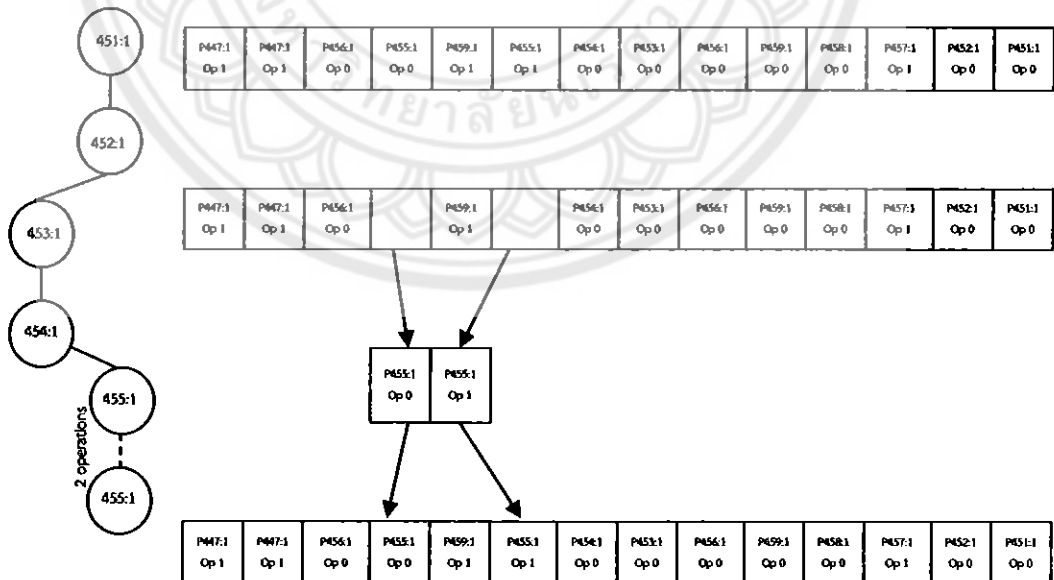 451:1
P447:1 P447:1 P456:1 P455:1 P459:1 P455:1 P454:1 P453:1 P456:1 P459:1 P458:1 P457:1 P452:1 P451:1
Op 1 Op 1 Op 0 Op 0 Op 1 Op 1 Op 0 Op 0 Op 0 Op 0 Op 0 Op 1 Op 0 Op 0
วิทยาลัยน
452:1
P447:1 P447:1 P456:1 P459:1 P454:1 P453:1 P456:1 P459:1 P458:1 P457:1 P452:1 P451:1
Op 1 Op 1 Op 0 Op 1 Op 0 Op 0 Op 0 Op 0 Op 0 Op 1 Op 0 Op 0
453:1
454:1
P455:1 P455:1
Op 0 Op 1
455:1
2 operations
455:1
P447:1 P447:1 P456:1 P455:1 P459:1 P455:1 P454:1 P453:1 P456:1 P459:1 P458:1 P457:1 P452:1 P451:1
Op 1 Op 1 Op 0 Op 0 Op 1 Op 1 Op 0 Op 0 Op 0 Op 0 Op 0 Op 1 Op 0 Op 0